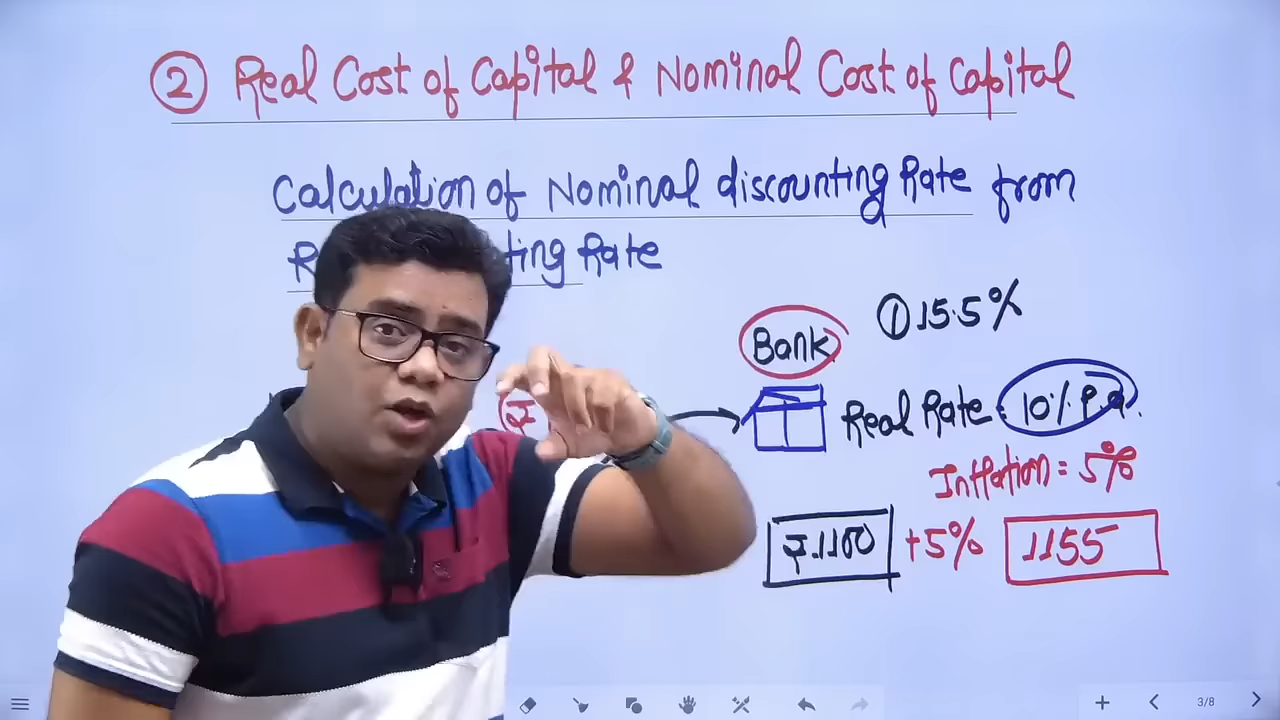 ② Real Cost of Capital & Nominal Cost of Capital
Calculation of Nominal discounting Rate from
Rate
Bank
① 15.5%
Real Rate = 10% P.a.
Inflation = 5%
₹
₹1100 +5% 1155
3/8